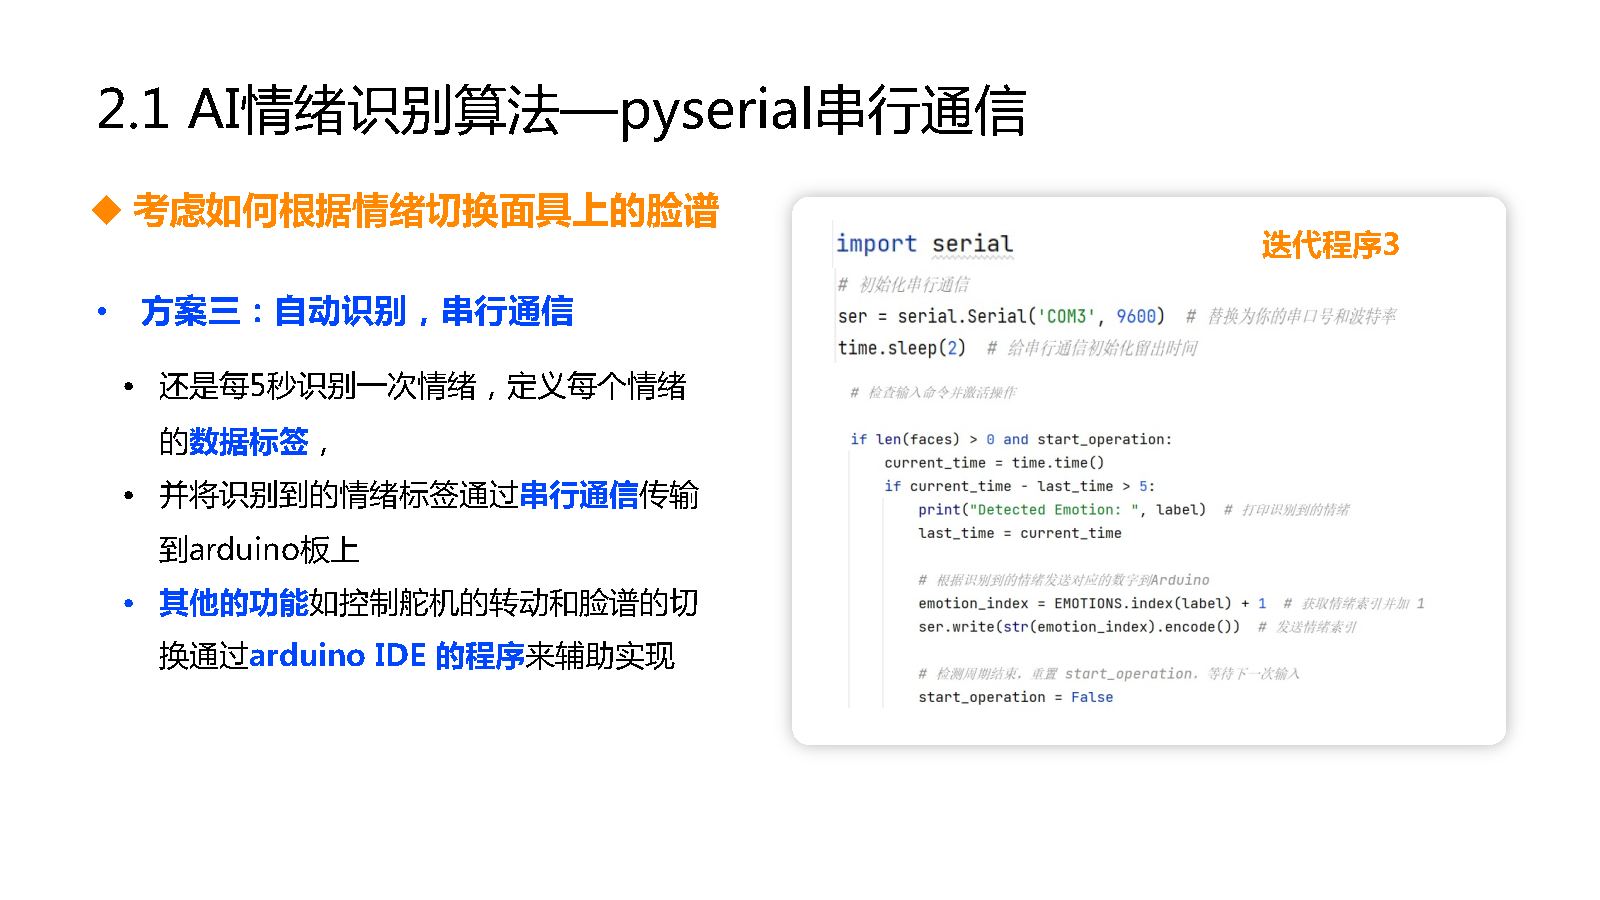 2.1 AI情绪识别算法—pyserial串行通信
◆ 考虑如何根据情绪切换面具上的脸谱
• 方案三：自动识别，串行通信
• 还是每5秒识别一次情绪，定义每个情绪
的数据标签，
• 并将识别到的情绪标签通过串行通信传输
到arduino板上
• 其他的功能如控制舵机的转动和脸谱的切
换通过arduino IDE 的程序来辅助实现
迭代程序3
import serial
# 初始化串行通信
ser = serial.Serial('COM3', 9600)  # 替换为你的串口号和波特率
time.sleep(2)  # 给串行通信初始化留出时间
# 检查输入命令并激活操作
if len(faces) > 0 and start_operation:
current_time = time.time()
if current_time - last_time > 5:
print("Detected Emotion: ", label)  # 打印识别到的情绪
last_time = current_time
# 根据识别到的情绪发送对应的数字到Arduino
emotion_index = EMOTIONS.index(label) + 1  # 获取情绪索引并加 1
ser.write(str(emotion_index).encode())  # 发送情绪索引
# 检测周期结束，重置 start_operation，等待下一次输入
start_operation = False